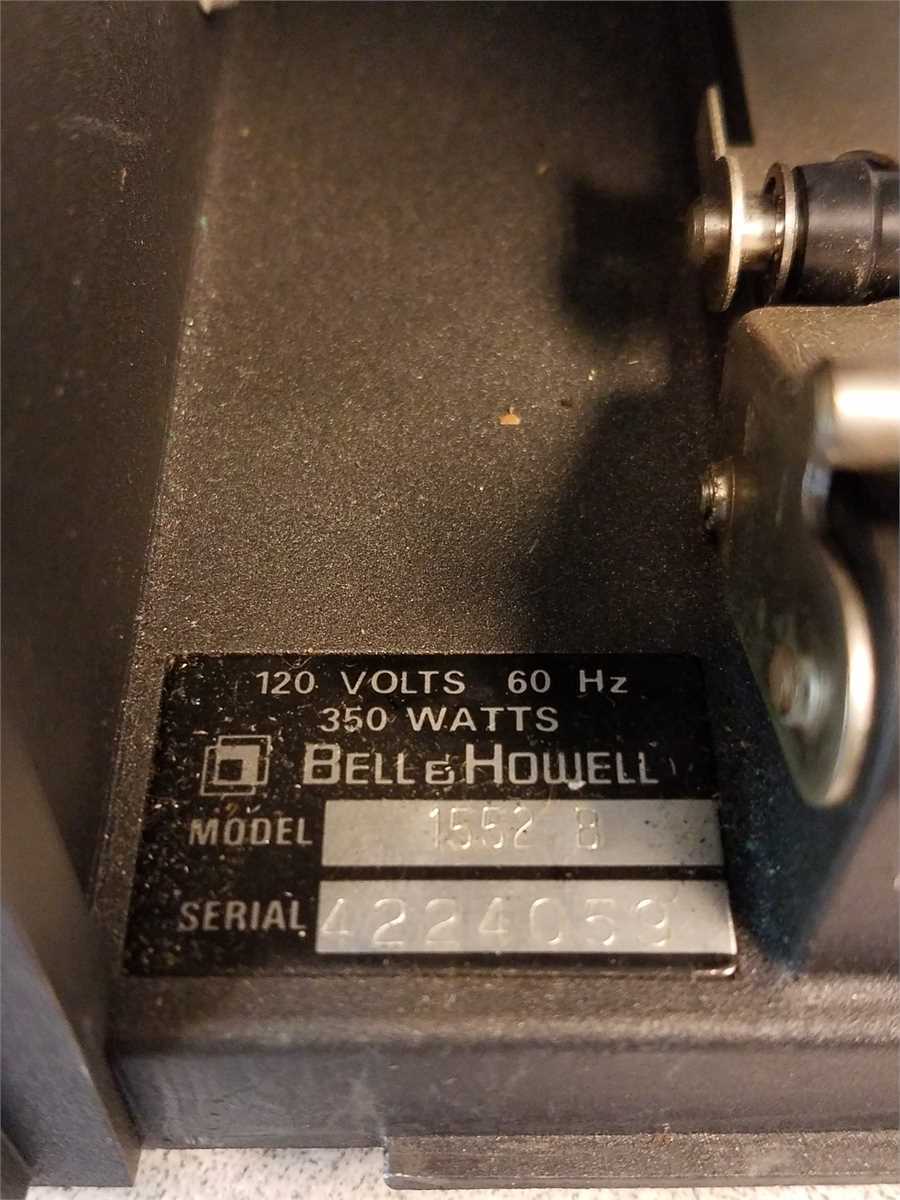 120 VOLTS 60 Hz
350 WATTS
BELL & HOWELL
MODEL 1552 B
SERIAL 4224059